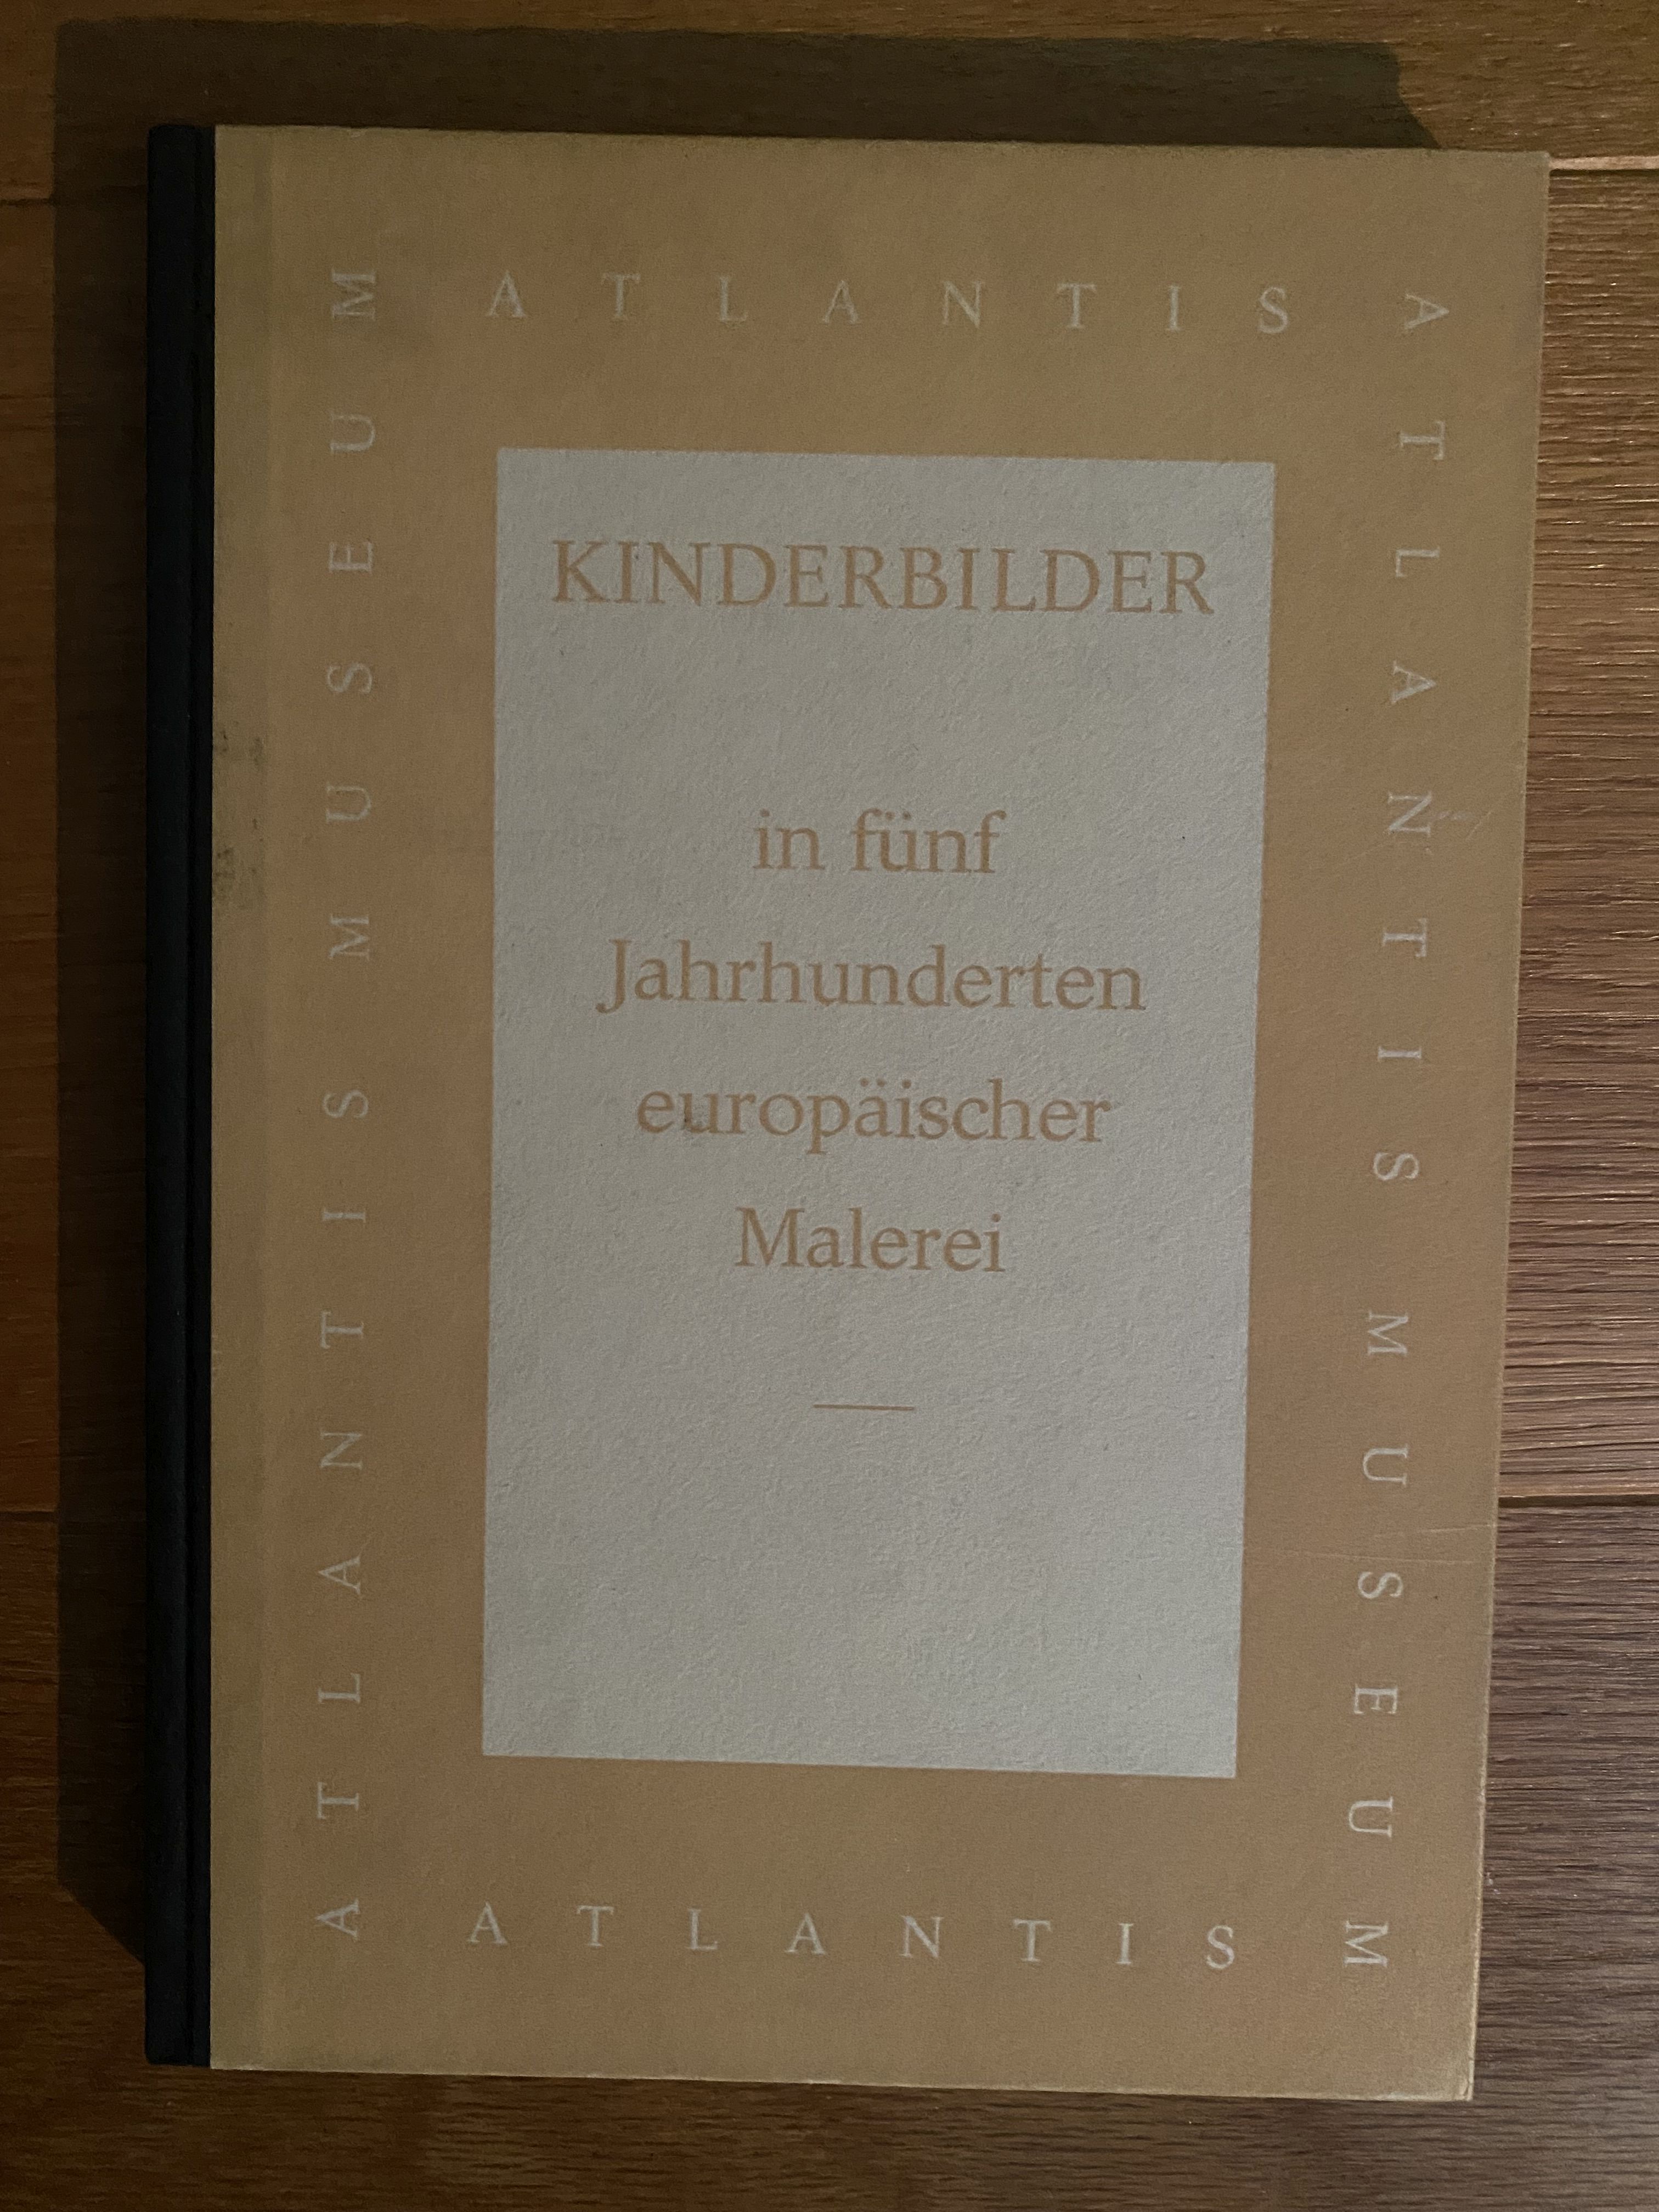 ATLANTIS
KINDERBILDER
in fünf
Jahrhunderten
europäischer
Malerei
ATLANTIS MUSEUM
ATLANTIS MUSEUM
ATLANTIS